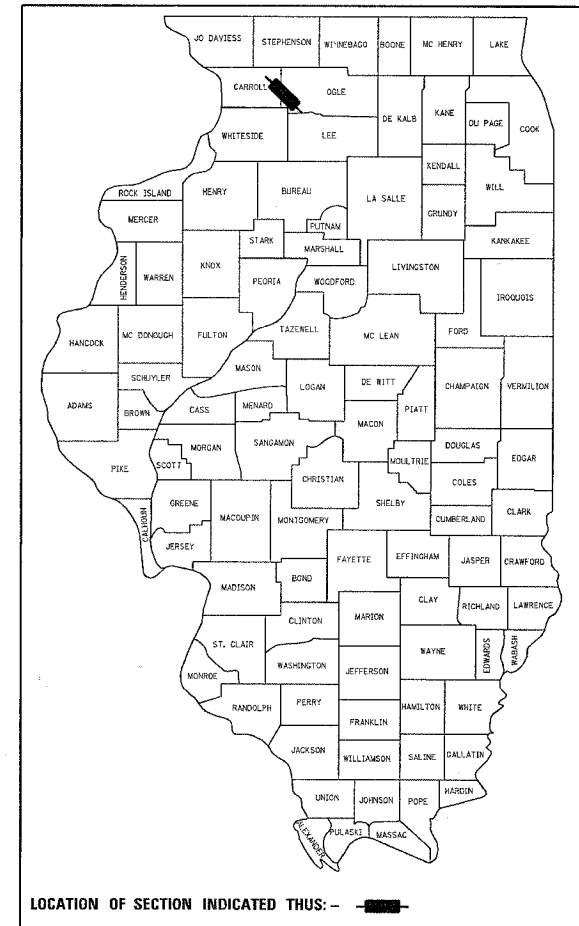 JO DAVIESS STEPHENSON WINNEBAGO BOONE MC HENRY LAKE
CARROLL OGLE
DE KALB KANE DU PAGE COOK
WHITESIDE LEE
KENDALL WILL
ROCK ISLAND HENRY BUREAU LA SALLE
MERCER PUTNAM GRUNDY
STARK MARSHALL KANKAKEE
HENDERSON WARREN KNOX PEORIA WOODFORD LIVINGSTON
IROQUOIS
HANCOCK MC DONOUGH FULTON TAZEWELL MC LEAN FORD
SCHUYLER MASON
LOGAN DE WITT CHAMPAIGN VERMILION
ADAMS BROWN CASS MENARD PIATT
MACON
MORGAN SANGAMON DOUGLAS
PIKE SCOTT CHRISTIAN MOULTRIE EDGAR
COLES
GREENE SHELBY
CALHOUN MACOUPIN MONTGOMERY CUMBERLAND CLARK
JERSEY
FAYETTE EFFINGHAM JASPER CRAWFORD
MADISON BOND
CLAY RICHLAND LAWRENCE
CLINTON MARION
ST. CLAIR WAYNE EDWARDS WABASH
WASHINGTON JEFFERSON
MONROE
RANDOLPH PERRY HAMILTON WHITE
FRANKLIN
JACKSON WILLIAMSON SALINE GALLATIN
HARDIN
UNION JOHNSON POPE
ALEXANDER PULASKI MASSAC
LOCATION OF SECTION INDICATED THUS: -